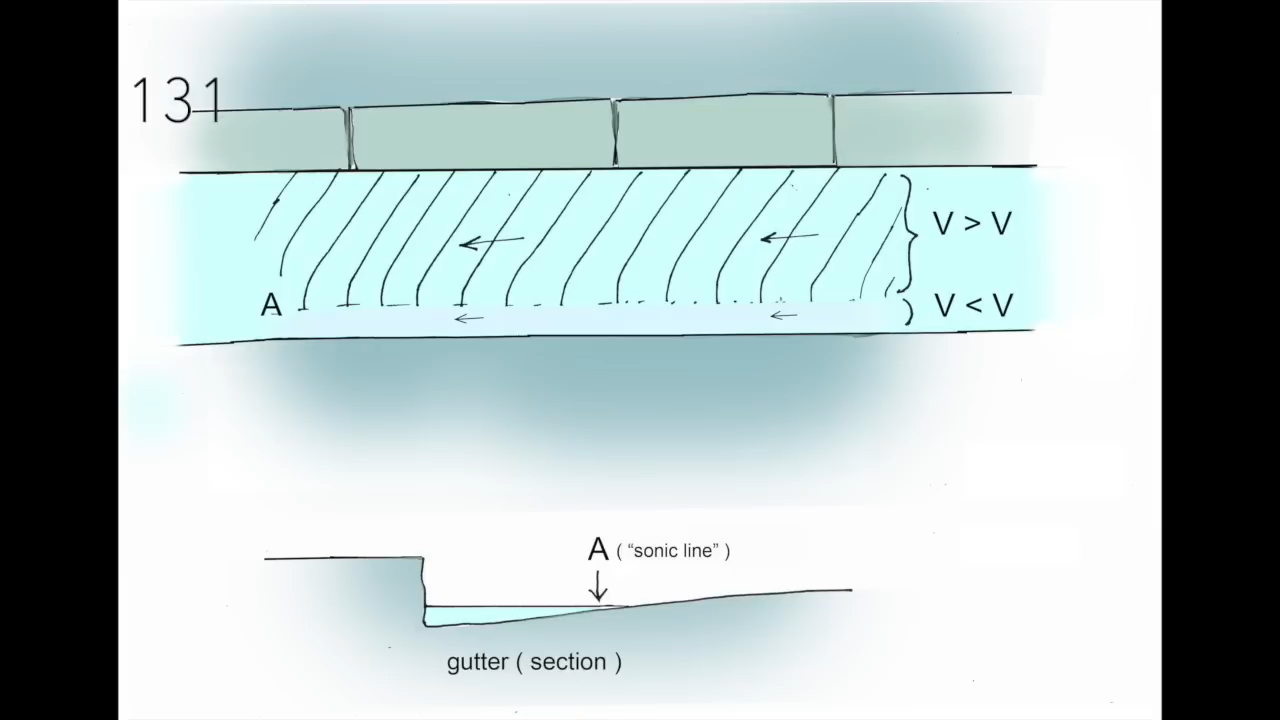 131
V > V
A
V < V
A ( “sonic line” )
gutter ( section )